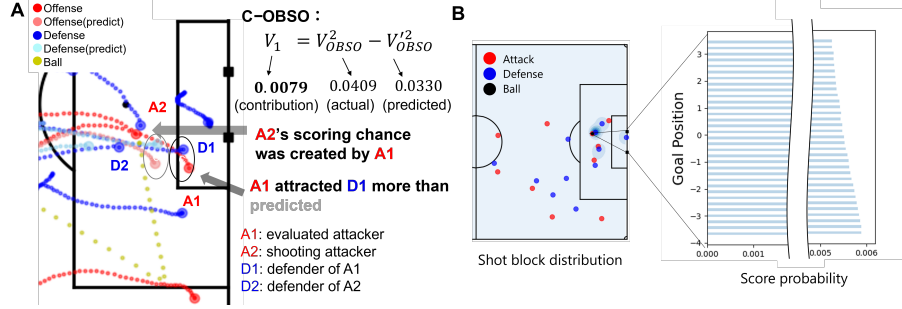 A
Offense
Offense(predict)
Defense
Defense(predict)
Ball
A2
D1
D2
A1
C−OBSO :
V₁ = V²_OBSO − V′²_OBSO
0.0079 0.0409 0.0330
(contribution) (actual) (predicted)
A2's scoring chance
was created by A1
A1 attracted D1 more than
predicted
A1: evaluated attacker
A2: shooting attacker
D1: defender of A1
D2: defender of A2
B
Attack
Defense
Ball
Shot block distribution
Goal Position
3
2
1
0
−1
−2
−3
−4
0.000 0.001 0.005 0.006
Score probability